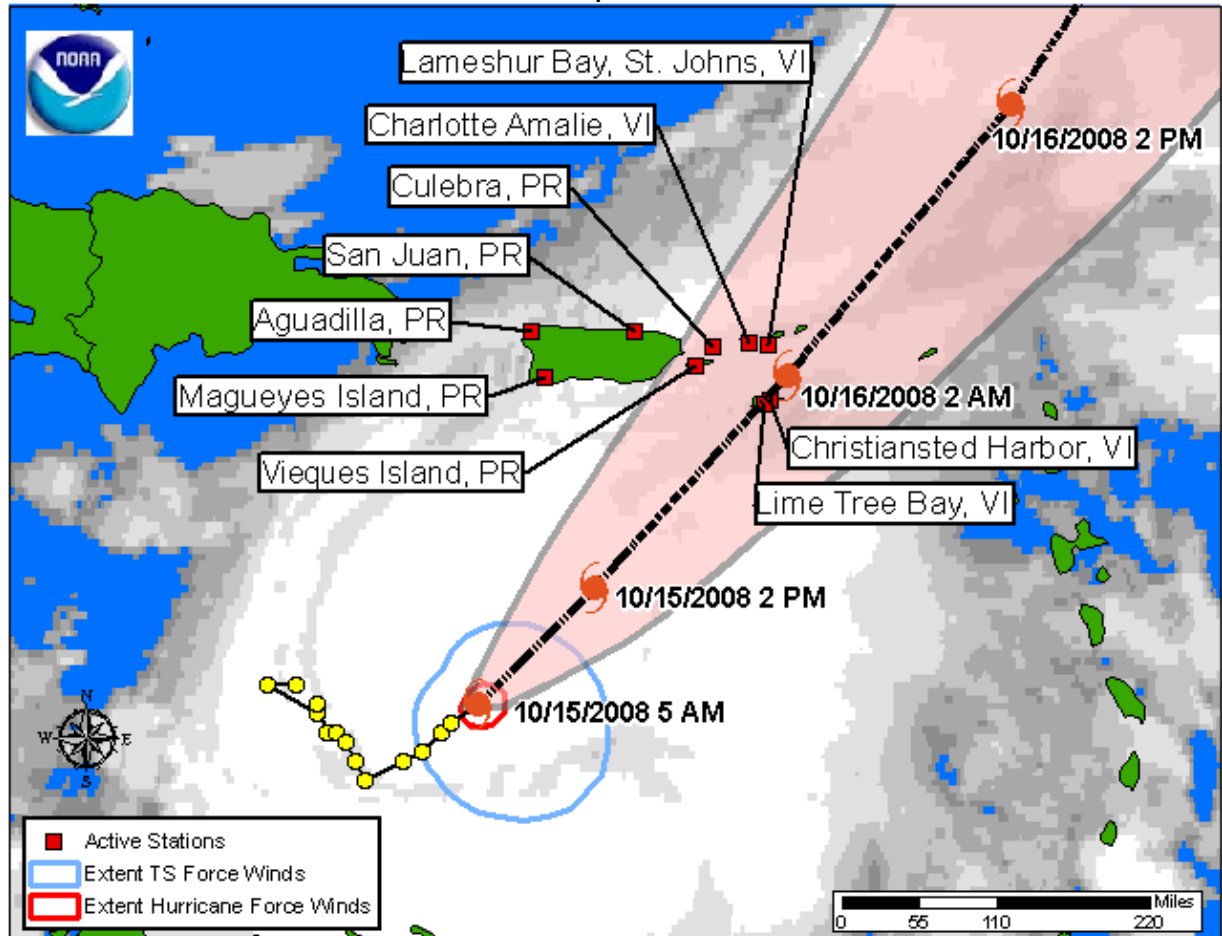 NOAA
Lameshur Bay, St. Johns, VI
Charlotte Amalie, VI
10/16/2008 2 PM
Culebra, PR
San Juan, PR
Aguadilla, PR
Magueyes Island, PR
10/16/2008 2 AM
Christiansted Harbor, VI
Vieques Island, PR
Lime Tree Bay, VI
10/15/2008 2 PM
10/15/2008 5 AM
N
W E
S
Active Stations
Extent TS Force Winds
Extent Hurricane Force Winds
Miles
0 55 110 220